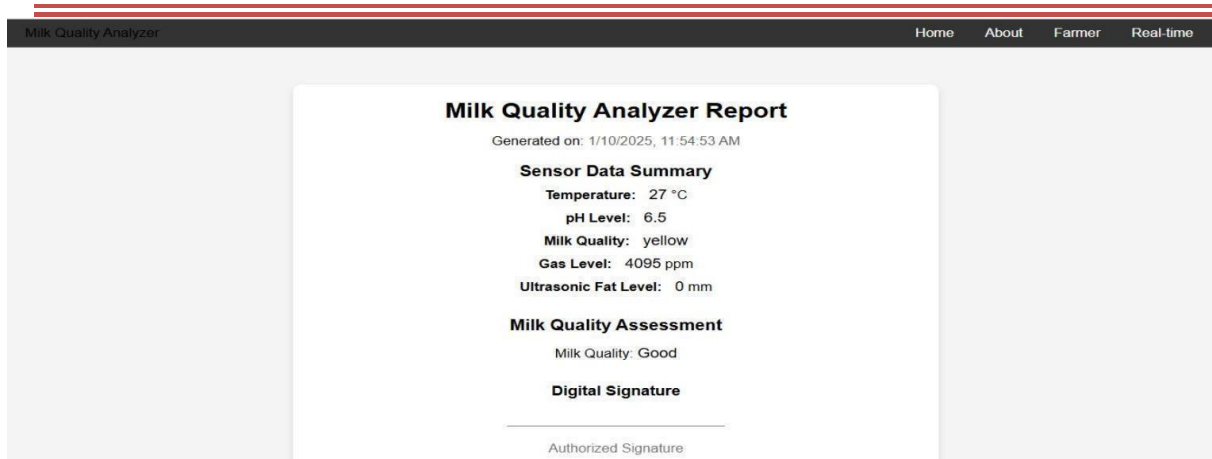 Milk Quality Analyzer
Home About Farmer Real-time
Milk Quality Analyzer Report
Generated on: 1/10/2025, 11:54:53 AM
Sensor Data Summary
Temperature: 27 °C
pH Level: 6.5
Milk Quality: yellow
Gas Level: 4095 ppm
Ultrasonic Fat Level: 0 mm
Milk Quality Assessment
Milk Quality: Good
Digital Signature
Authorized Signature